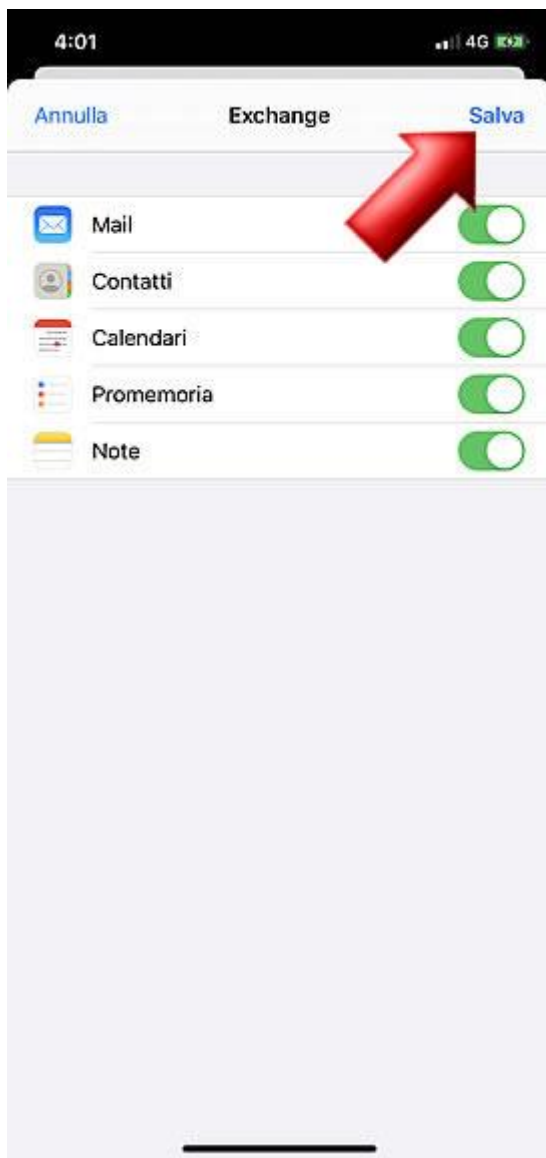 4:01 4G
Annulla Exchange Salva
Mail
Contatti
Calendari
Promemoria
Note